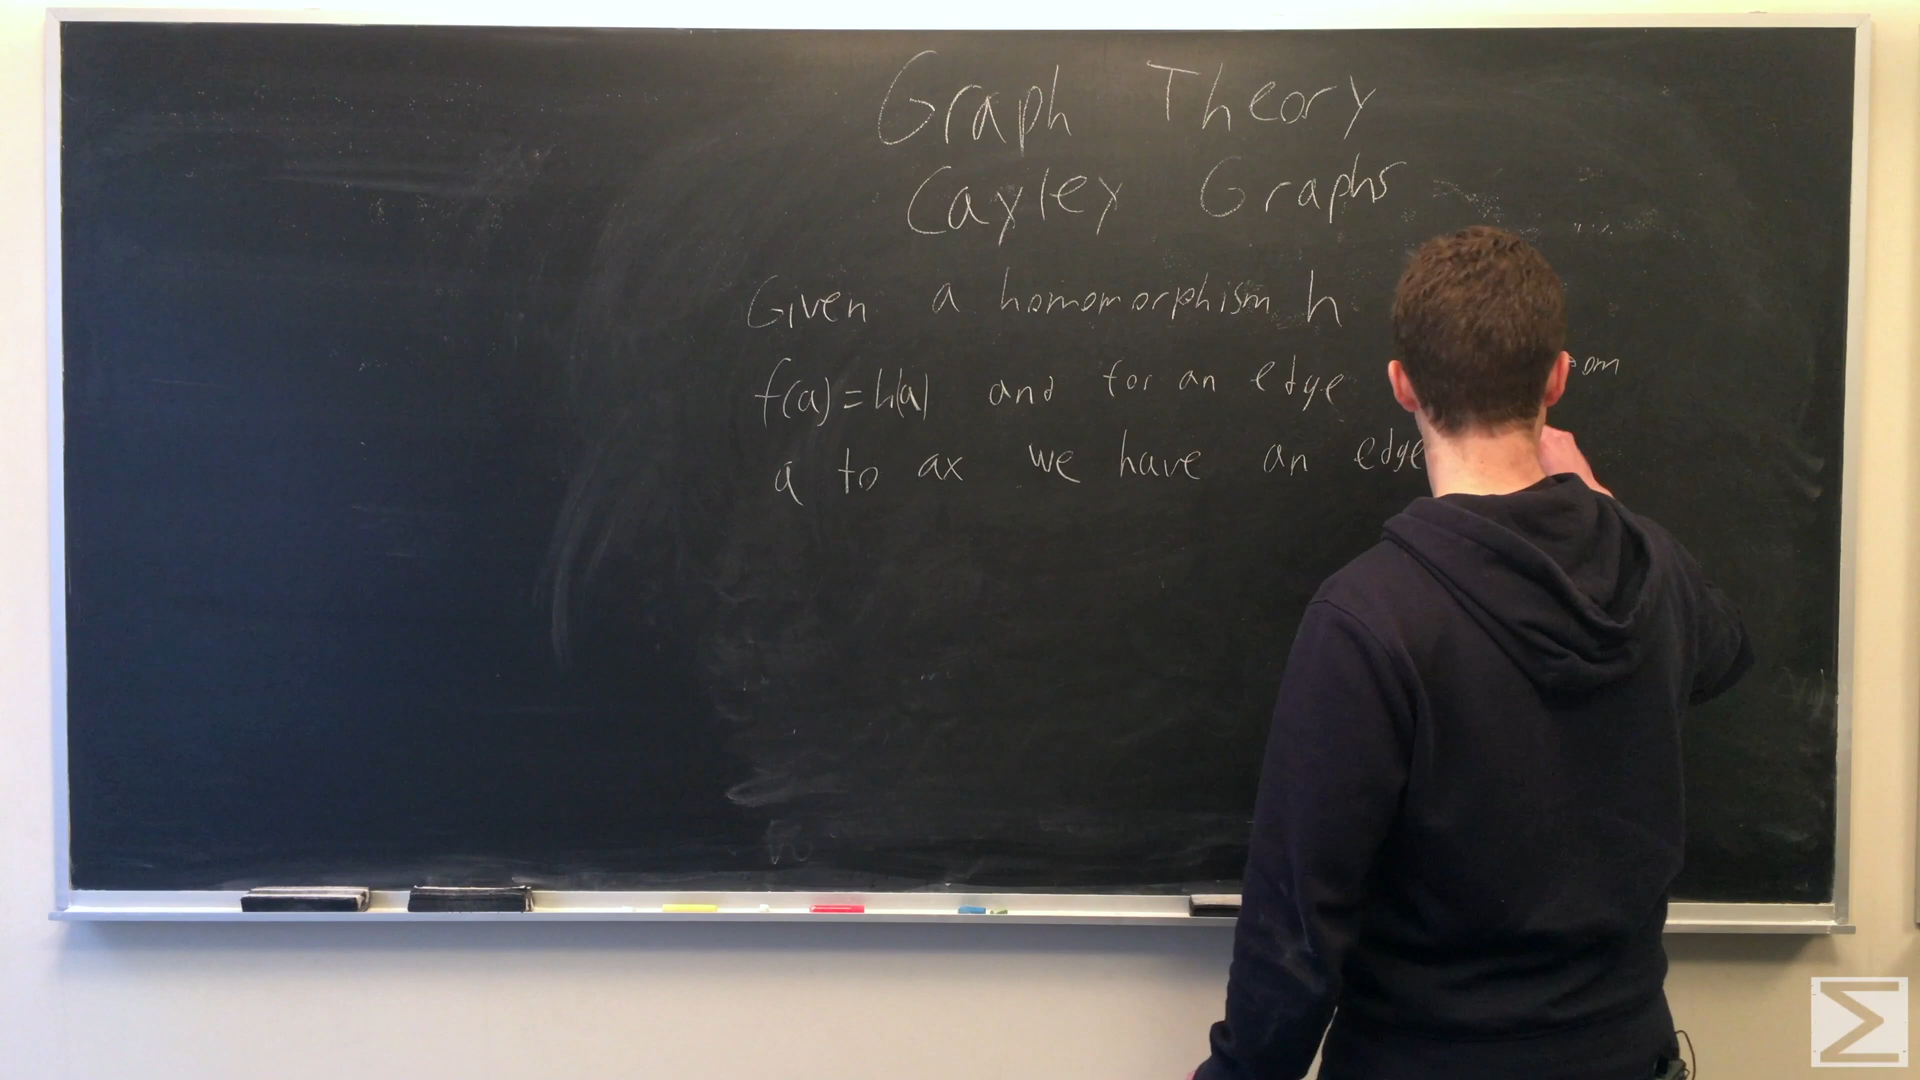 Graph Theory
Cayley Graphs
Given a homomorphism h
f(a)=h(a) and for an edge
a to ax we have an edge
Σ